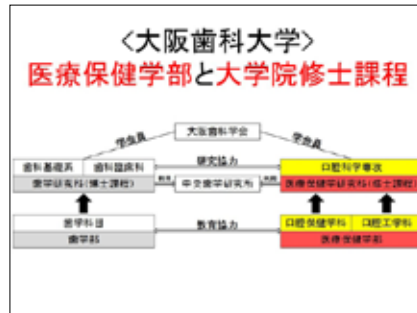 <大阪歯科大学>
医療保健学部と大学院修士課程
学会員 大阪歯科学会 学会員
歯科基礎系 歯科臨床科 研究協力 口腔科学専攻
歯学研究科(博士課程) 中央歯学研究所 医療保健学研究科(修士課程)
歯学科目 教育協力 口腔保健学科 口腔工学科
歯学部 医療保健学部